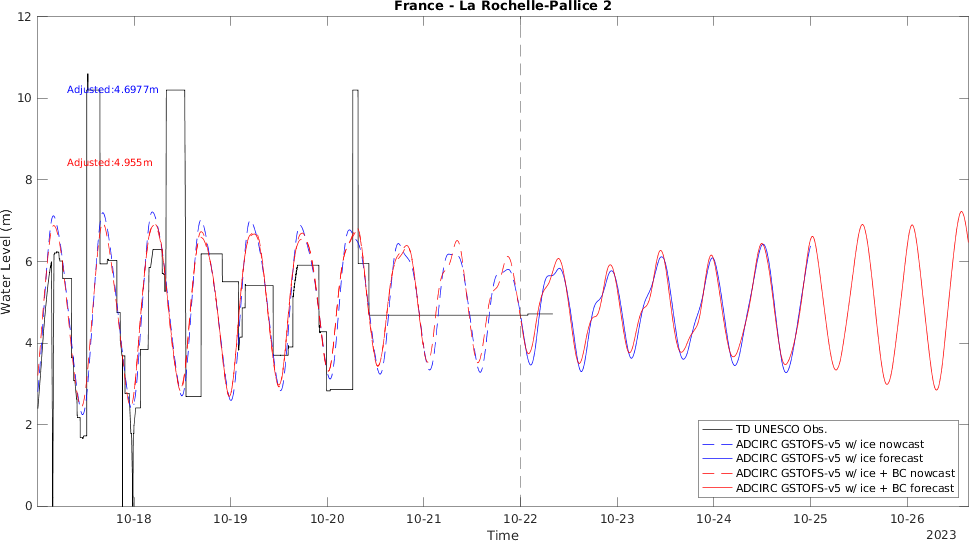 France - La Rochelle-Pallice 2
12
10
8
6
4
2
0
Water Level (m)
Adjusted:4.6977m
Adjusted:4.955m
TD UNESCO Obs.
ADCIRC GSTOFS-v5 w/ ice nowcast
ADCIRC GSTOFS-v5 w/ ice forecast
ADCIRC GSTOFS-v5 w/ ice + BC nowcast
ADCIRC GSTOFS-v5 w/ ice + BC forecast
10-18
10-19
10-20
10-21
10-22
10-23
10-24
10-25
10-26
Time
2023